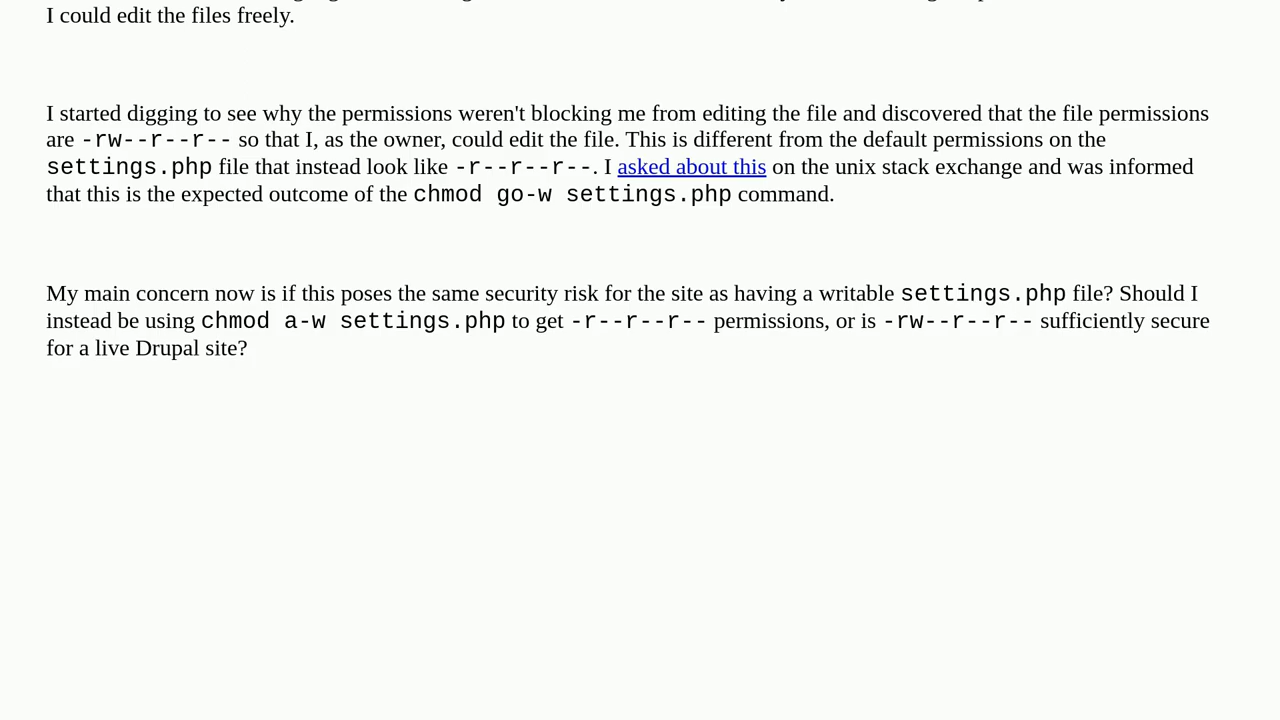 I could edit the files freely.
I started digging to see why the permissions weren't blocking me from editing the file and discovered that the file permissions
are -rw--r--r-- so that I, as the owner, could edit the file. This is different from the default permissions on the
settings.php file that instead look like -r--r--r--. I asked about this on the unix stack exchange and was informed
that this is the expected outcome of the chmod go-w settings.php command.
My main concern now is if this poses the same security risk for the site as having a writable settings.php file? Should I
instead be using chmod a-w settings.php to get -r--r--r-- permissions, or is -rw--r--r-- sufficiently secure
for a live Drupal site?